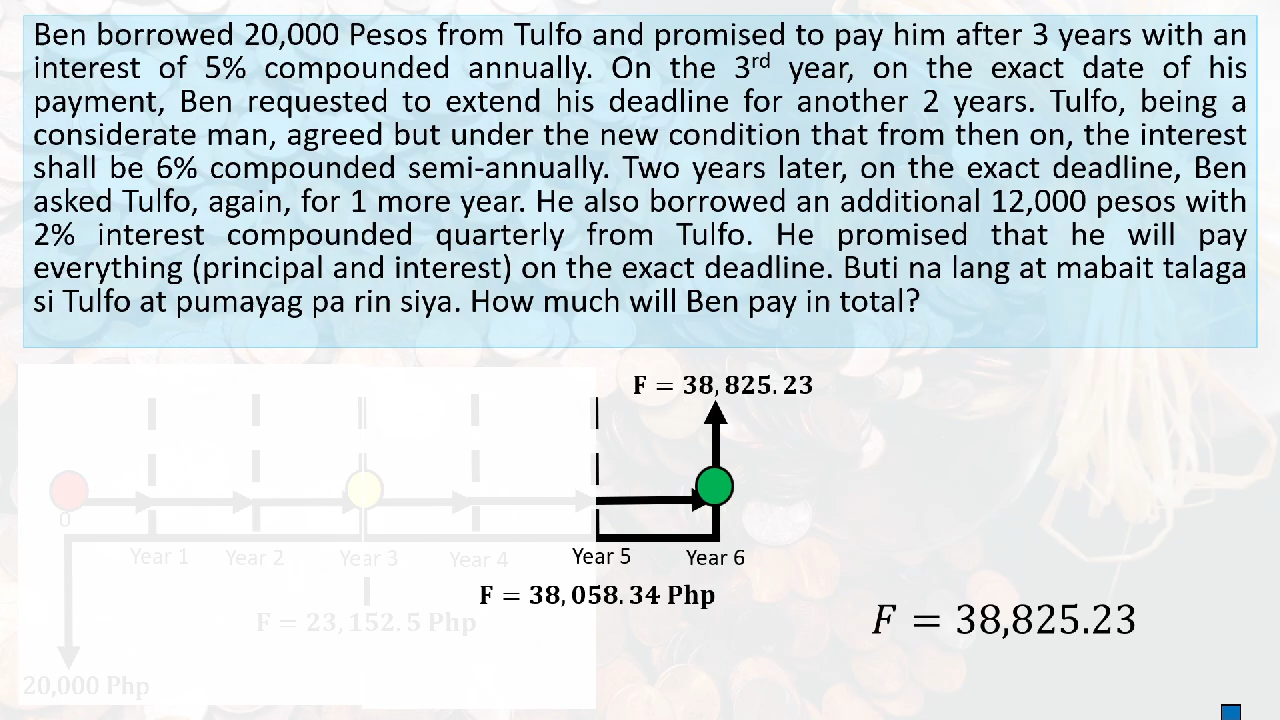 Ben borrowed 20,000 Pesos from Tulfo and promised to pay him after 3 years with an
interest of 5% compounded annually. On the 3rd year, on the exact date of his
payment, Ben requested to extend his deadline for another 2 years. Tulfo, being a
considerate man, agreed but under the new condition that from then on, the interest
shall be 6% compounded semi-annually. Two years later, on the exact deadline, Ben
asked Tulfo, again, for 1 more year. He also borrowed an additional 12,000 pesos with
2% interest compounded quarterly from Tulfo. He promised that he will pay
everything (principal and interest) on the exact deadline. Buti na lang at mabait talaga
si Tulfo at pumayag pa rin siya. How much will Ben pay in total?
F = 38,825.23
0
Year 1 Year 2 Year 3 Year 4 Year 5 Year 6
F = 38,058.34 Php
F = 23,152.5 Php
F = 38,825.23
20,000 Php